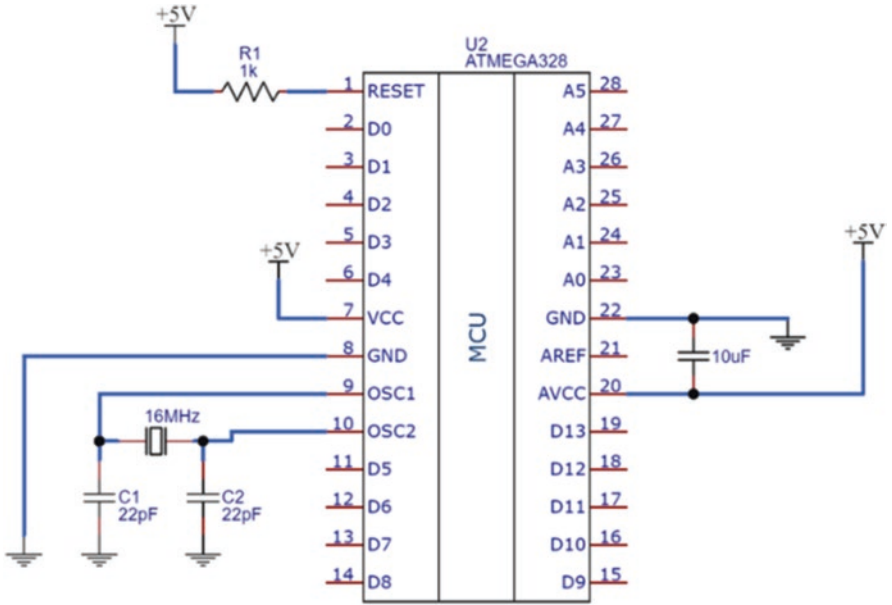 +5V
R1
1k
U2
ATMEGA328
1 RESET
2 D0
3 D1
4 D2
5 D3
6 D4
+5V
7 VCC
8 GND
9 OSC1
10 OSC2
11 D5
12 D6
13 D7
14 D8
16MHz
C1
22pF
C2
22pF
MCU
A5 28
A4 27
A3 26
A2 25
A1 24
A0 23
GND 22
AREF 21
AVCC 20
D13 19
D12 18
D11 17
D10 16
D9 15
+5V
10uF